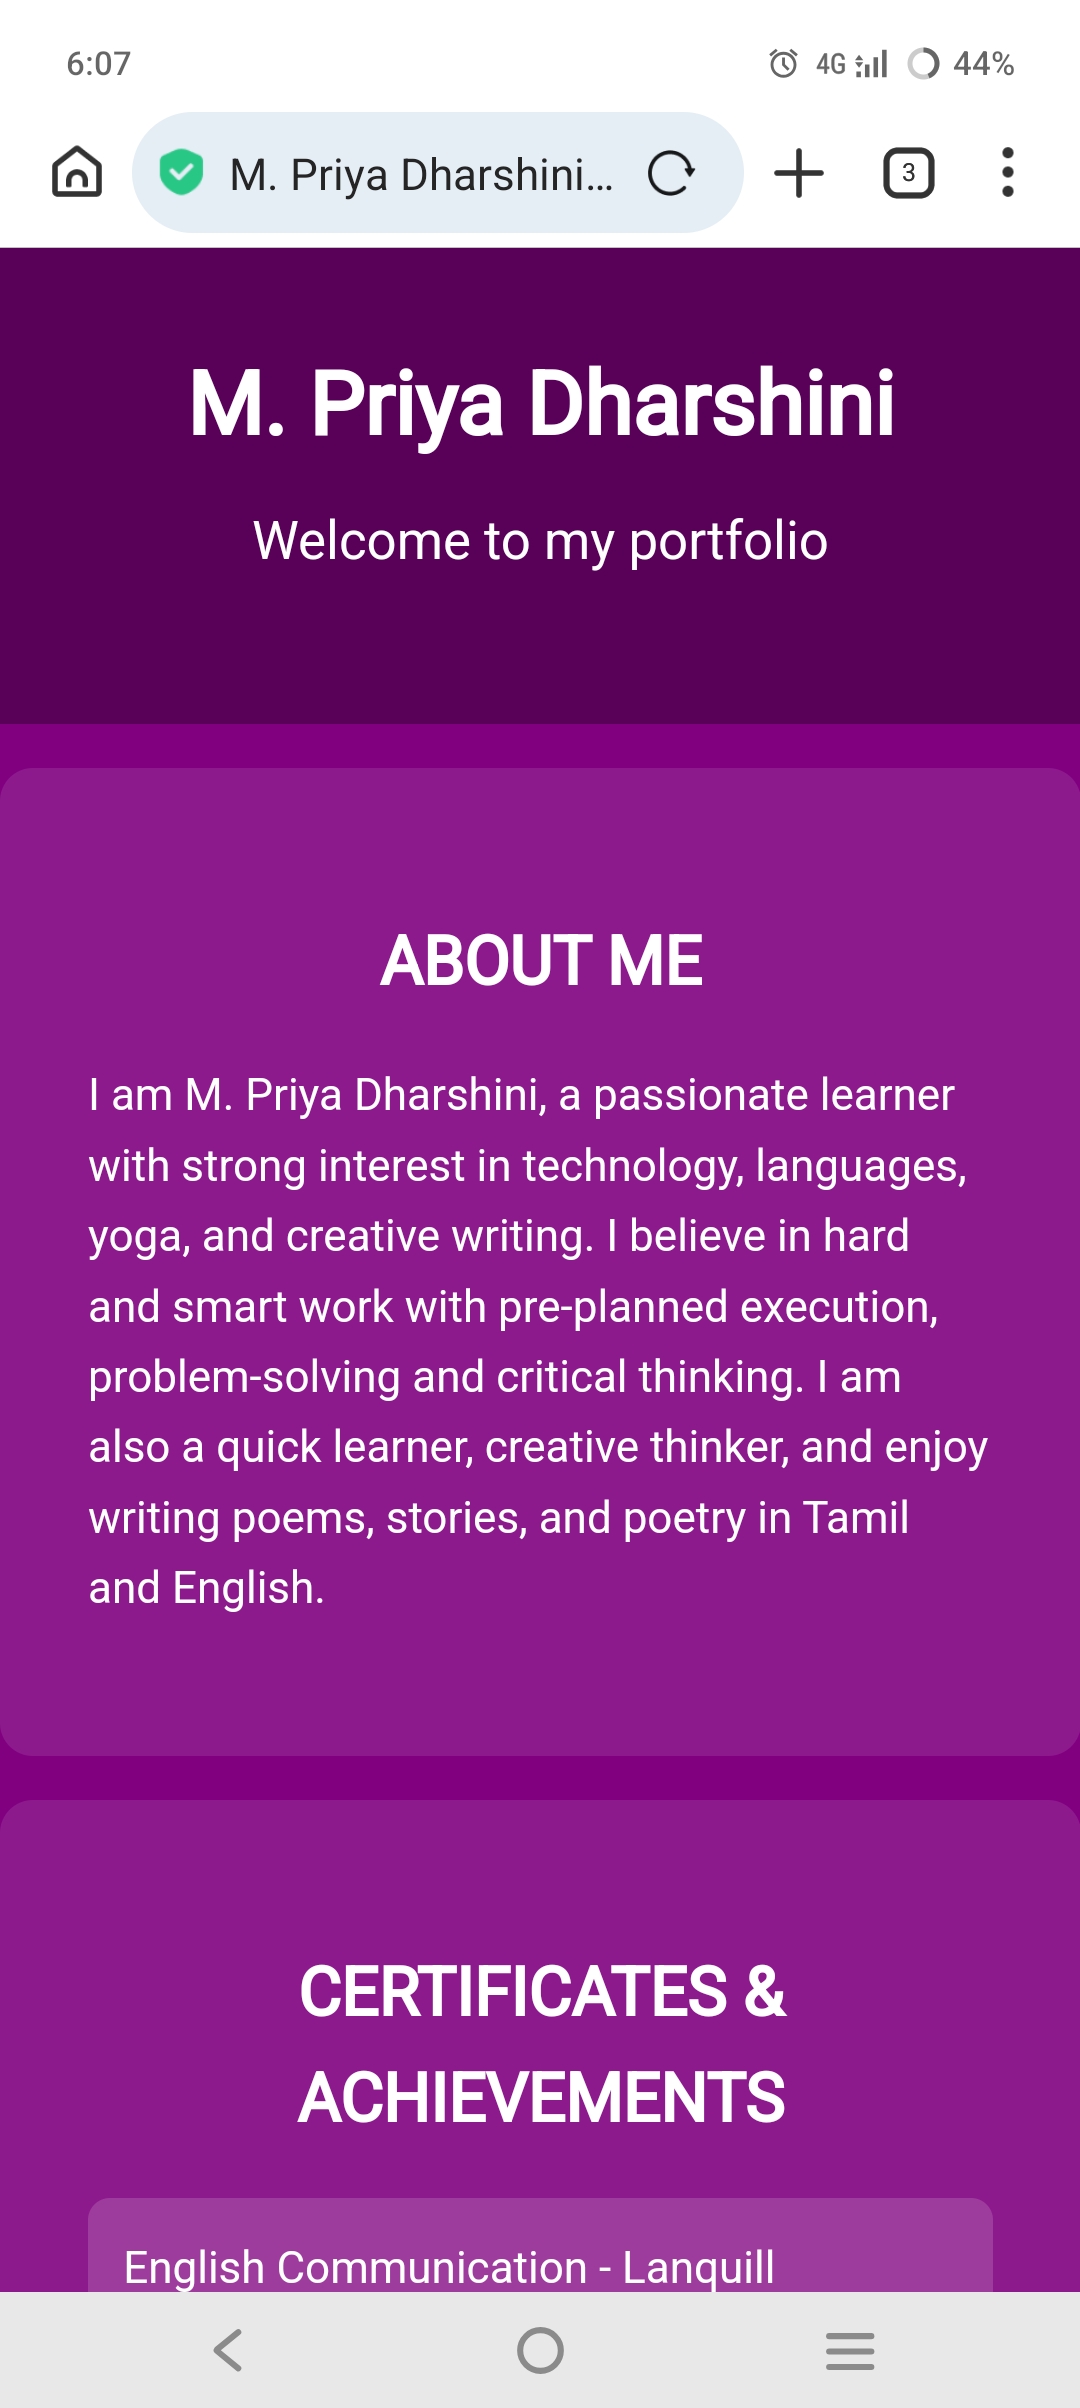 6:07
4G 44%
M. Priya Dharshini...
3
M. Priya Dharshini
Welcome to my portfolio
ABOUT ME
I am M. Priya Dharshini, a passionate learner
with strong interest in technology, languages,
yoga, and creative writing. I believe in hard
and smart work with pre-planned execution,
problem-solving and critical thinking. I am
also a quick learner, creative thinker, and enjoy
writing poems, stories, and poetry in Tamil
and English.
CERTIFICATES &
ACHIEVEMENTS
English Communication - Lanquill